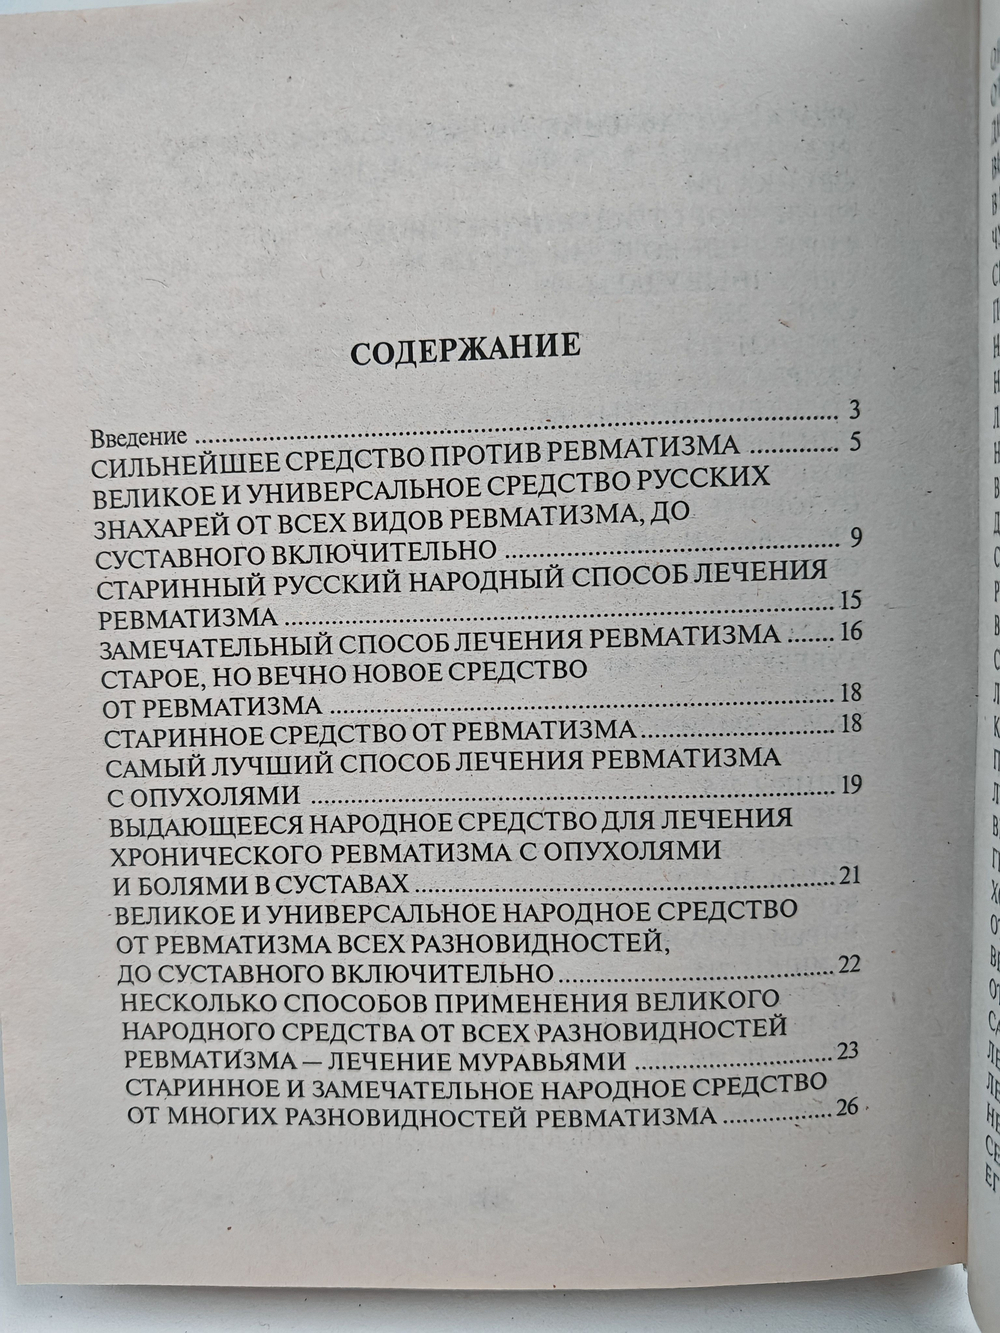 СОДЕРЖАНИЕ
Введение ........ 3
СИЛЬНЕЙШЕЕ СРЕДСТВО ПРОТИВ РЕВМАТИЗМА ........ 5
ВЕЛИКОЕ И УНИВЕРСАЛЬНОЕ СРЕДСТВО РУССКИХ
ЗНАХАРЕЙ ОТ ВСЕХ ВИДОВ РЕВМАТИЗМА, ДО
СУСТАВНОГО ВКЛЮЧИТЕЛЬНО ........ 9
СТАРИННЫЙ РУССКИЙ НАРОДНЫЙ СПОСОБ ЛЕЧЕНИЯ
РЕВМАТИЗМА ........ 15
ЗАМЕЧАТЕЛЬНЫЙ СПОСОБ ЛЕЧЕНИЯ РЕВМАТИЗМА ........ 16
СТАРОЕ, НО ВЕЧНО НОВОЕ СРЕДСТВО
ОТ РЕВМАТИЗМА ........ 18
СТАРИННОЕ СРЕДСТВО ОТ РЕВМАТИЗМА ........ 18
САМЫЙ ЛУЧШИЙ СПОСОБ ЛЕЧЕНИЯ РЕВМАТИЗМА
С ОПУХОЛЯМИ ........ 19
ВЫДАЮЩЕЕСЯ НАРОДНОЕ СРЕДСТВО ДЛЯ ЛЕЧЕНИЯ
ХРОНИЧЕСКОГО РЕВМАТИЗМА С ОПУХОЛЯМИ
И БОЛЯМИ В СУСТАВАХ ........ 21
ВЕЛИКОЕ И УНИВЕРСАЛЬНОЕ НАРОДНОЕ СРЕДСТВО
ОТ РЕВМАТИЗМА ВСЕХ РАЗНОВИДНОСТЕЙ,
ДО СУСТАВНОГО ВКЛЮЧИТЕЛЬНО ........ 22
НЕСКОЛЬКО СПОСОБОВ ПРИМЕНЕНИЯ ВЕЛИКОГО
НАРОДНОГО СРЕДСТВА ОТ ВСЕХ РАЗНОВИДНОСТЕЙ
РЕВМАТИЗМА — ЛЕЧЕНИЕ МУРАВЬЯМИ ........ 23
СТАРИННОЕ И ЗАМЕЧАТЕЛЬНОЕ НАРОДНОЕ СРЕДСТВО
ОТ МНОГИХ РАЗНОВИДНОСТЕЙ РЕВМАТИЗМА ........ 26